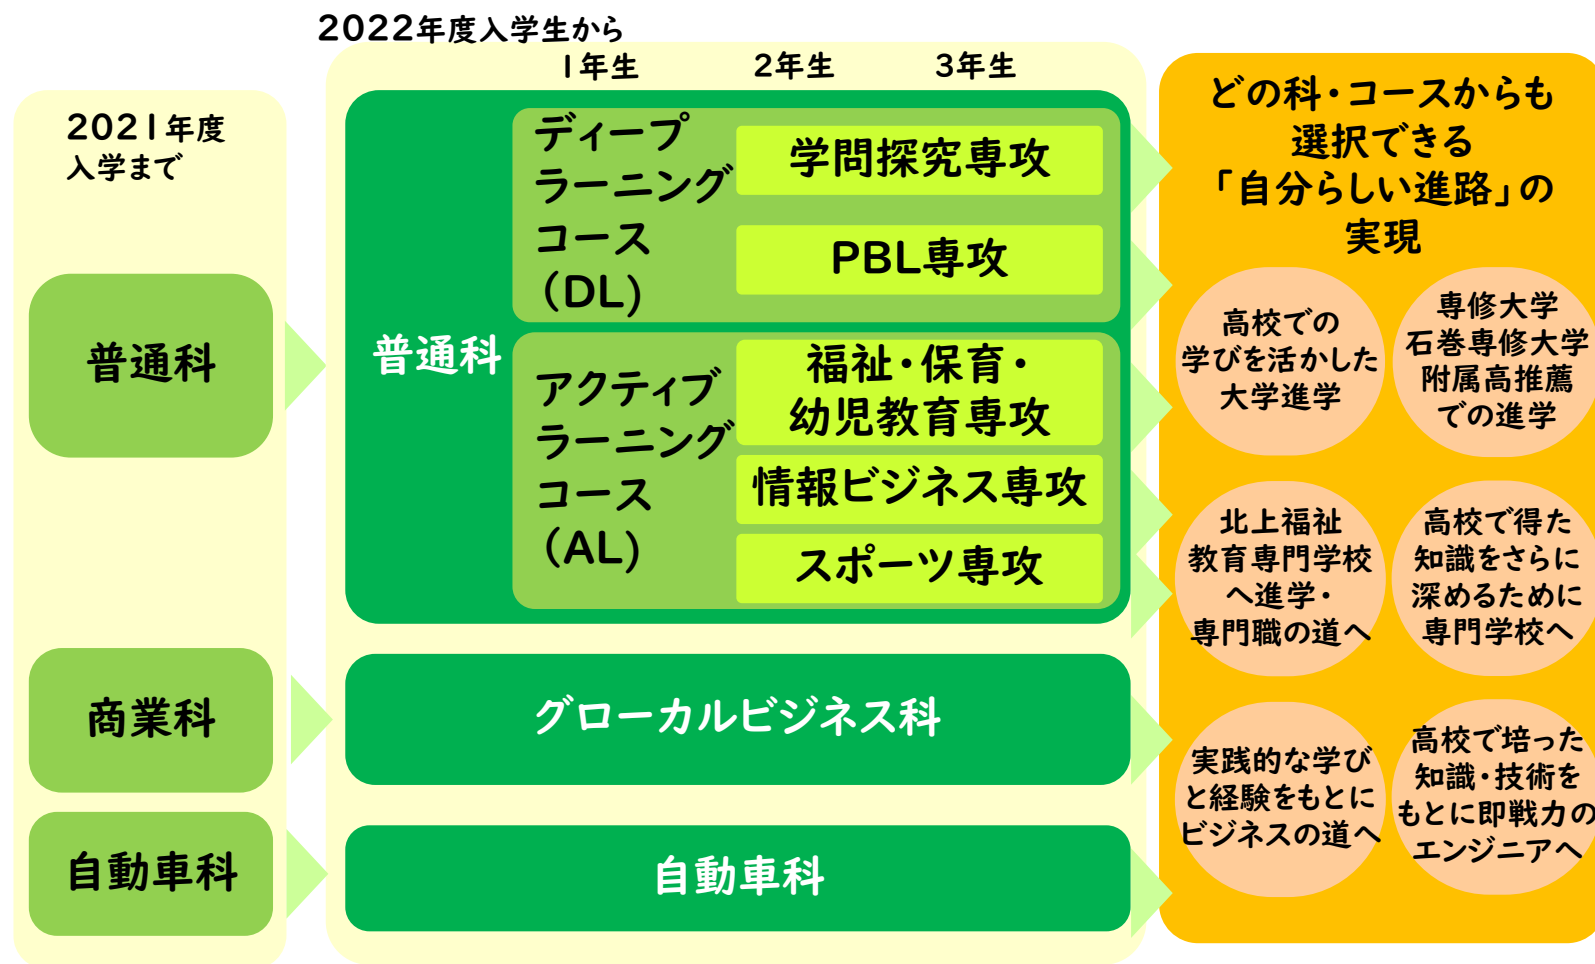 2022年度入学生から
1年生 2年生 3年生
2021年度
入学まで
普通科
商業科
自動車科
普通科
ディープ
ラーニング
コース
(DL)
学問探究専攻
PBL専攻
アクティブ
ラーニング
コース
(AL)
福祉・保育・
幼児教育専攻
情報ビジネス専攻
スポーツ専攻
グローカルビジネス科
自動車科
どの科・コースからも
選択できる
「自分らしい進路」の
実現
高校での
学びを活かした
大学進学
専修大学
石巻専修大学
附属高推薦
での進学
北上福祉
教育専門学校
へ進学・
専門職の道へ
高校で得た
知識をさらに
深めるために
専門学校へ
実践的な学び
と経験をもとに
ビジネスの道へ
高校で培った
知識・技術を
もとに即戦力の
エンジニアへ